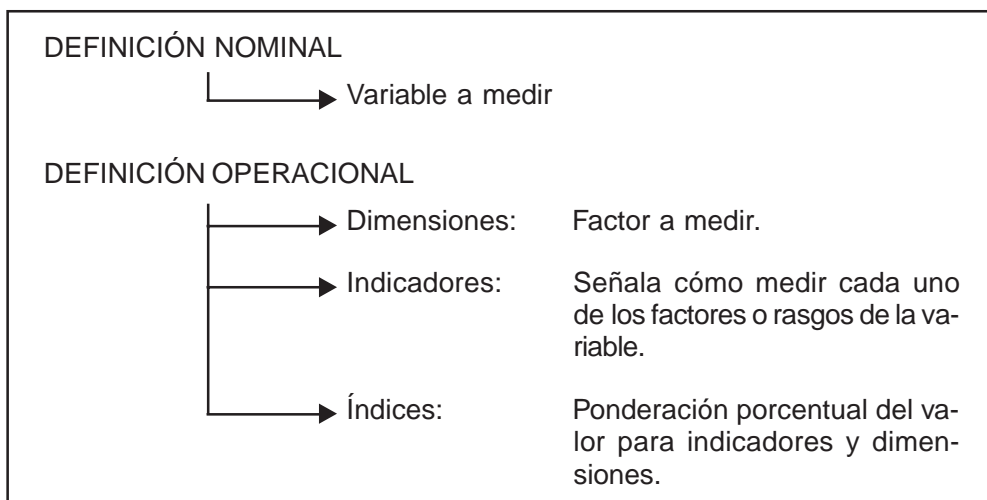 DEFINICIÓN NOMINAL
Variable a medir
DEFINICIÓN OPERACIONAL
Dimensiones: Factor a medir.
Indicadores: Señala cómo medir cada uno
de los factores o rasgos de la va-
riable.
Índices: Ponderación porcentual del va-
lor para indicadores y dimen-
siones.